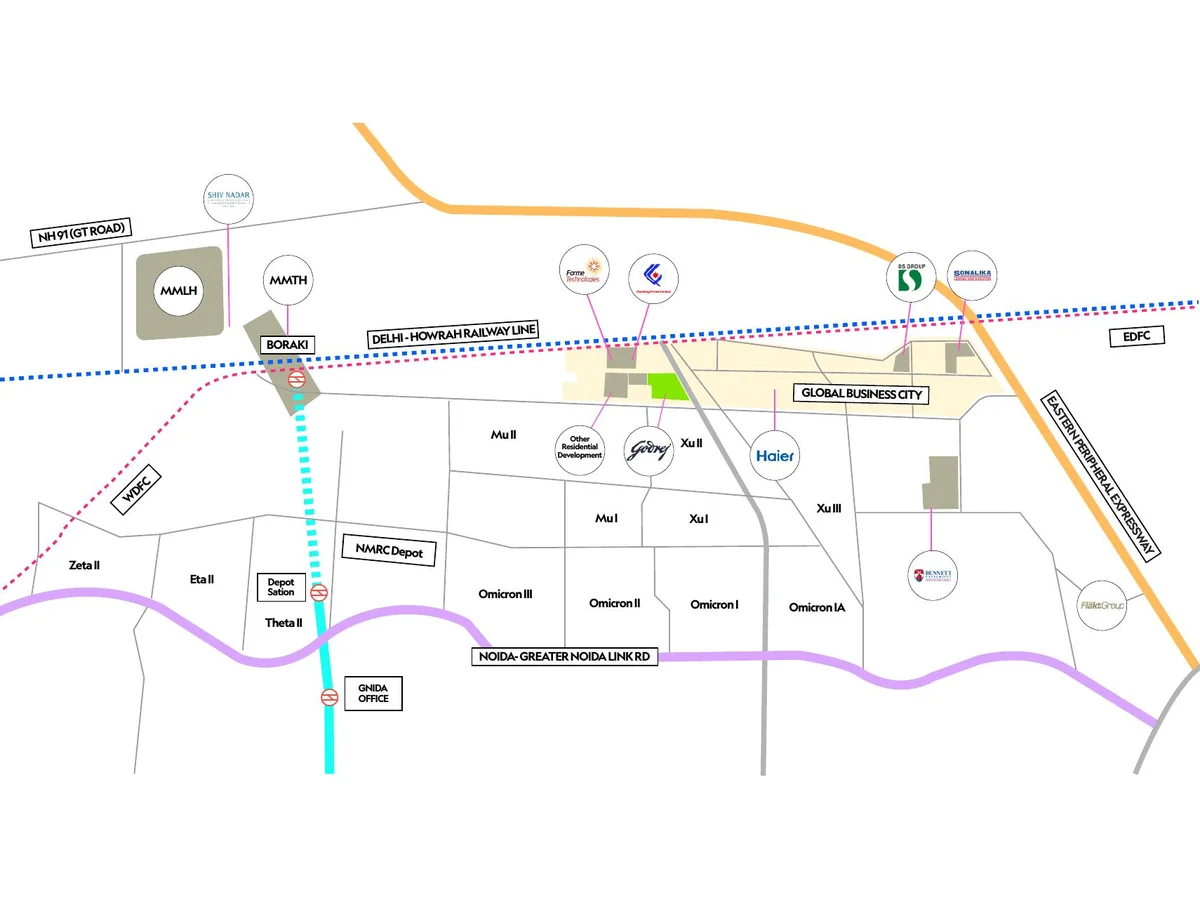 SHIV NADAR
NH 91 (GT ROAD)
MMLH
MMTH
BORAKI
DELHI - HOWRAH RAILWAY LINE
Forme
Technologies
DS GROUP
SONALIKA
EDFC
GLOBAL BUSINESS CITY
EASTERN PERIPHERAL EXPRESSWAY
WDFC
Mu II
Other
Residential
Development
Godrej
Xu II
Haier
Mu I
Xu I
Xu III
NMRC Depot
Zeta II
Eta II
Depot
Sation
Theta II
Omicron III
Omicron II
Omicron I
Omicron IA
BENNETT
UNIVERSITY
FläktGroup
NOIDA- GREATER NOIDA LINK RD
GNIDA
OFFICE